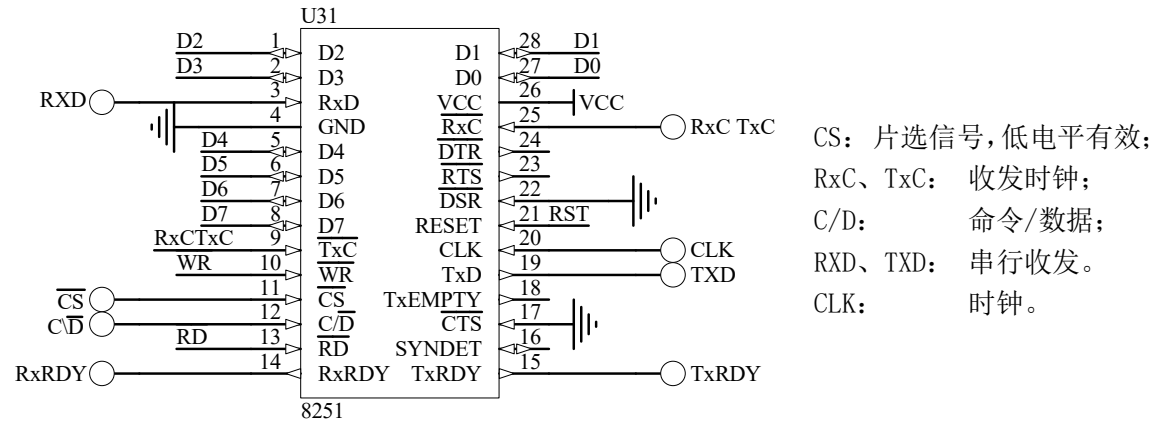 U31
D2 1 D2 D1 28 D1
D3 2 D3 D0 27 D0
RXD 3 RxD VCC 26 VCC
4 GND RxC 25 RxC TxC
D4 5 D4 DTR 24
D5 6 D5 RTS 23
D6 7 D6 DSR 22
D7 8 D7 RESET 21 RST
RxCTxC 9 TxC CLK 20 CLK
WR 10 WR TxD 19 TXD
CS 11 CS TxEMPTY 18
C\D 12 C/D CTS 17
RD 13 RD SYNDET 16
RxRDY 14 RxRDY TxRDY 15 TxRDY
8251
CS: 片选信号,低电平有效;
RxC、TxC: 收发时钟;
C/D: 命令/数据;
RXD、TXD: 串行收发。
CLK: 时钟。